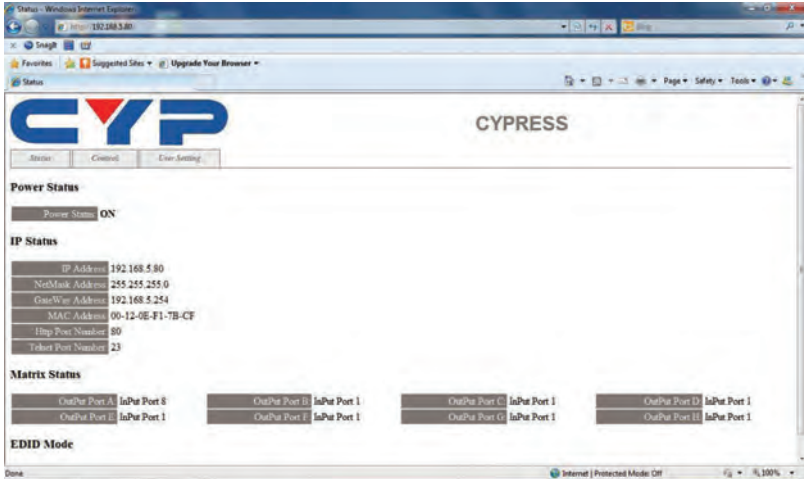 Status - Windows Internet Explorer
http://192.168.5.80
Bing
x Snagit
Favorites Suggested Sites Upgrade Your Browser
Status Page Safety Tools
CYP
CYPRESS
Status Control User Setting
Power Status
Power Status ON
IP Status
IP Address 192.168.5.80
NetMask Address 255.255.255.0
GateWay Address 192.168.5.254
MAC Address 00-12-0E-F1-7B-CF
Http Port Number 80
Telnet Port Number 23
Matrix Status
OutPut Port A InPut Port 8 OutPut Port B InPut Port 1 OutPut Port C InPut Port 1 OutPut Port D InPut Port 1
OutPut Port E InPut Port 1 OutPut Port F InPut Port 1 OutPut Port G InPut Port 1 OutPut Port H InPut Port 1
EDID Mode
Done Internet | Protected Mode: Off 100%